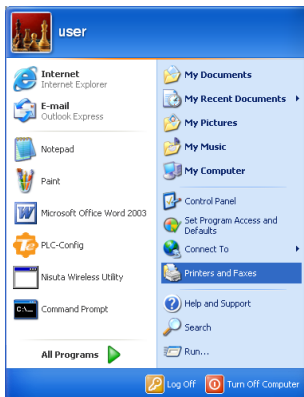 user
Internet
Internet Explorer
E-mail
Outlook Express
Notepad
Paint
Microsoft Office Word 2003
PLC-Config
Nisuta Wireless Utility
Command Prompt
All Programs
My Documents
My Recent Documents
My Pictures
My Music
My Computer
Control Panel
Set Program Access and
Defaults
Connect To
Printers and Faxes
Help and Support
Search
Run...
Log Off
Turn Off Computer